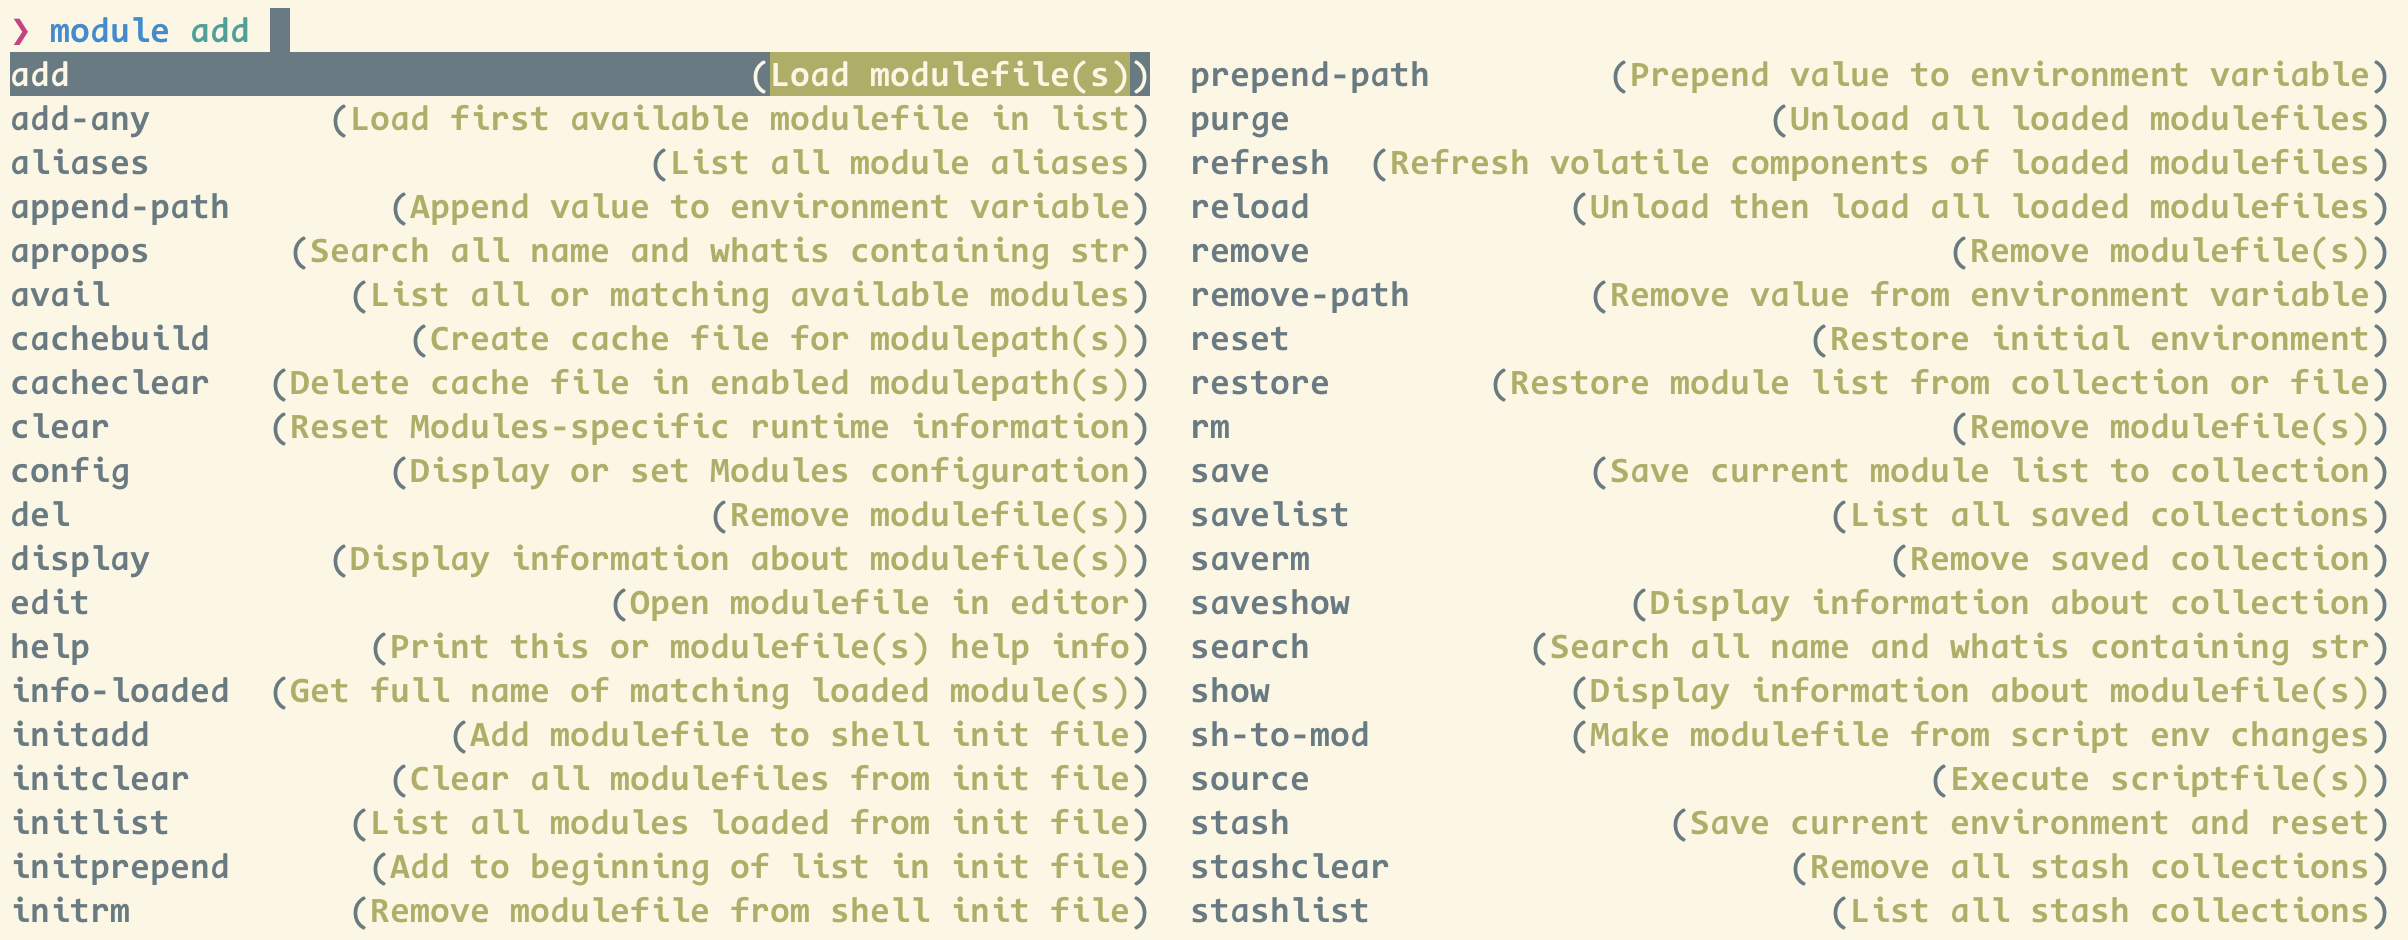 ❯ module add
add (Load modulefile(s)) prepend-path (Prepend value to environment variable)
add-any (Load first available modulefile in list) purge (Unload all loaded modulefiles)
aliases (List all module aliases) refresh (Refresh volatile components of loaded modulefiles)
append-path (Append value to environment variable) reload (Unload then load all loaded modulefiles)
apropos (Search all name and whatis containing str) remove (Remove modulefile(s))
avail (List all or matching available modules) remove-path (Remove value from environment variable)
cachebuild (Create cache file for modulepath(s)) reset (Restore initial environment)
cacheclear (Delete cache file in enabled modulepath(s)) restore (Restore module list from collection or file)
clear (Reset Modules-specific runtime information) rm (Remove modulefile(s))
config (Display or set Modules configuration) save (Save current module list to collection)
del (Remove modulefile(s)) savelist (List all saved collections)
display (Display information about modulefile(s)) saverm (Remove saved collection)
edit (Open modulefile in editor) saveshow (Display information about collection)
help (Print this or modulefile(s) help info) search (Search all name and whatis containing str)
info-loaded (Get full name of matching loaded module(s)) show (Display information about modulefile(s))
initadd (Add modulefile to shell init file) sh-to-mod (Make modulefile from script env changes)
initclear (Clear all modulefiles from init file) source (Execute scriptfile(s))
initlist (List all modules loaded from init file) stash (Save current environment and reset)
initprepend (Add to beginning of list in init file) stashclear (Remove all stash collections)
initrm (Remove modulefile from shell init file) stashlist (List all stash collections)